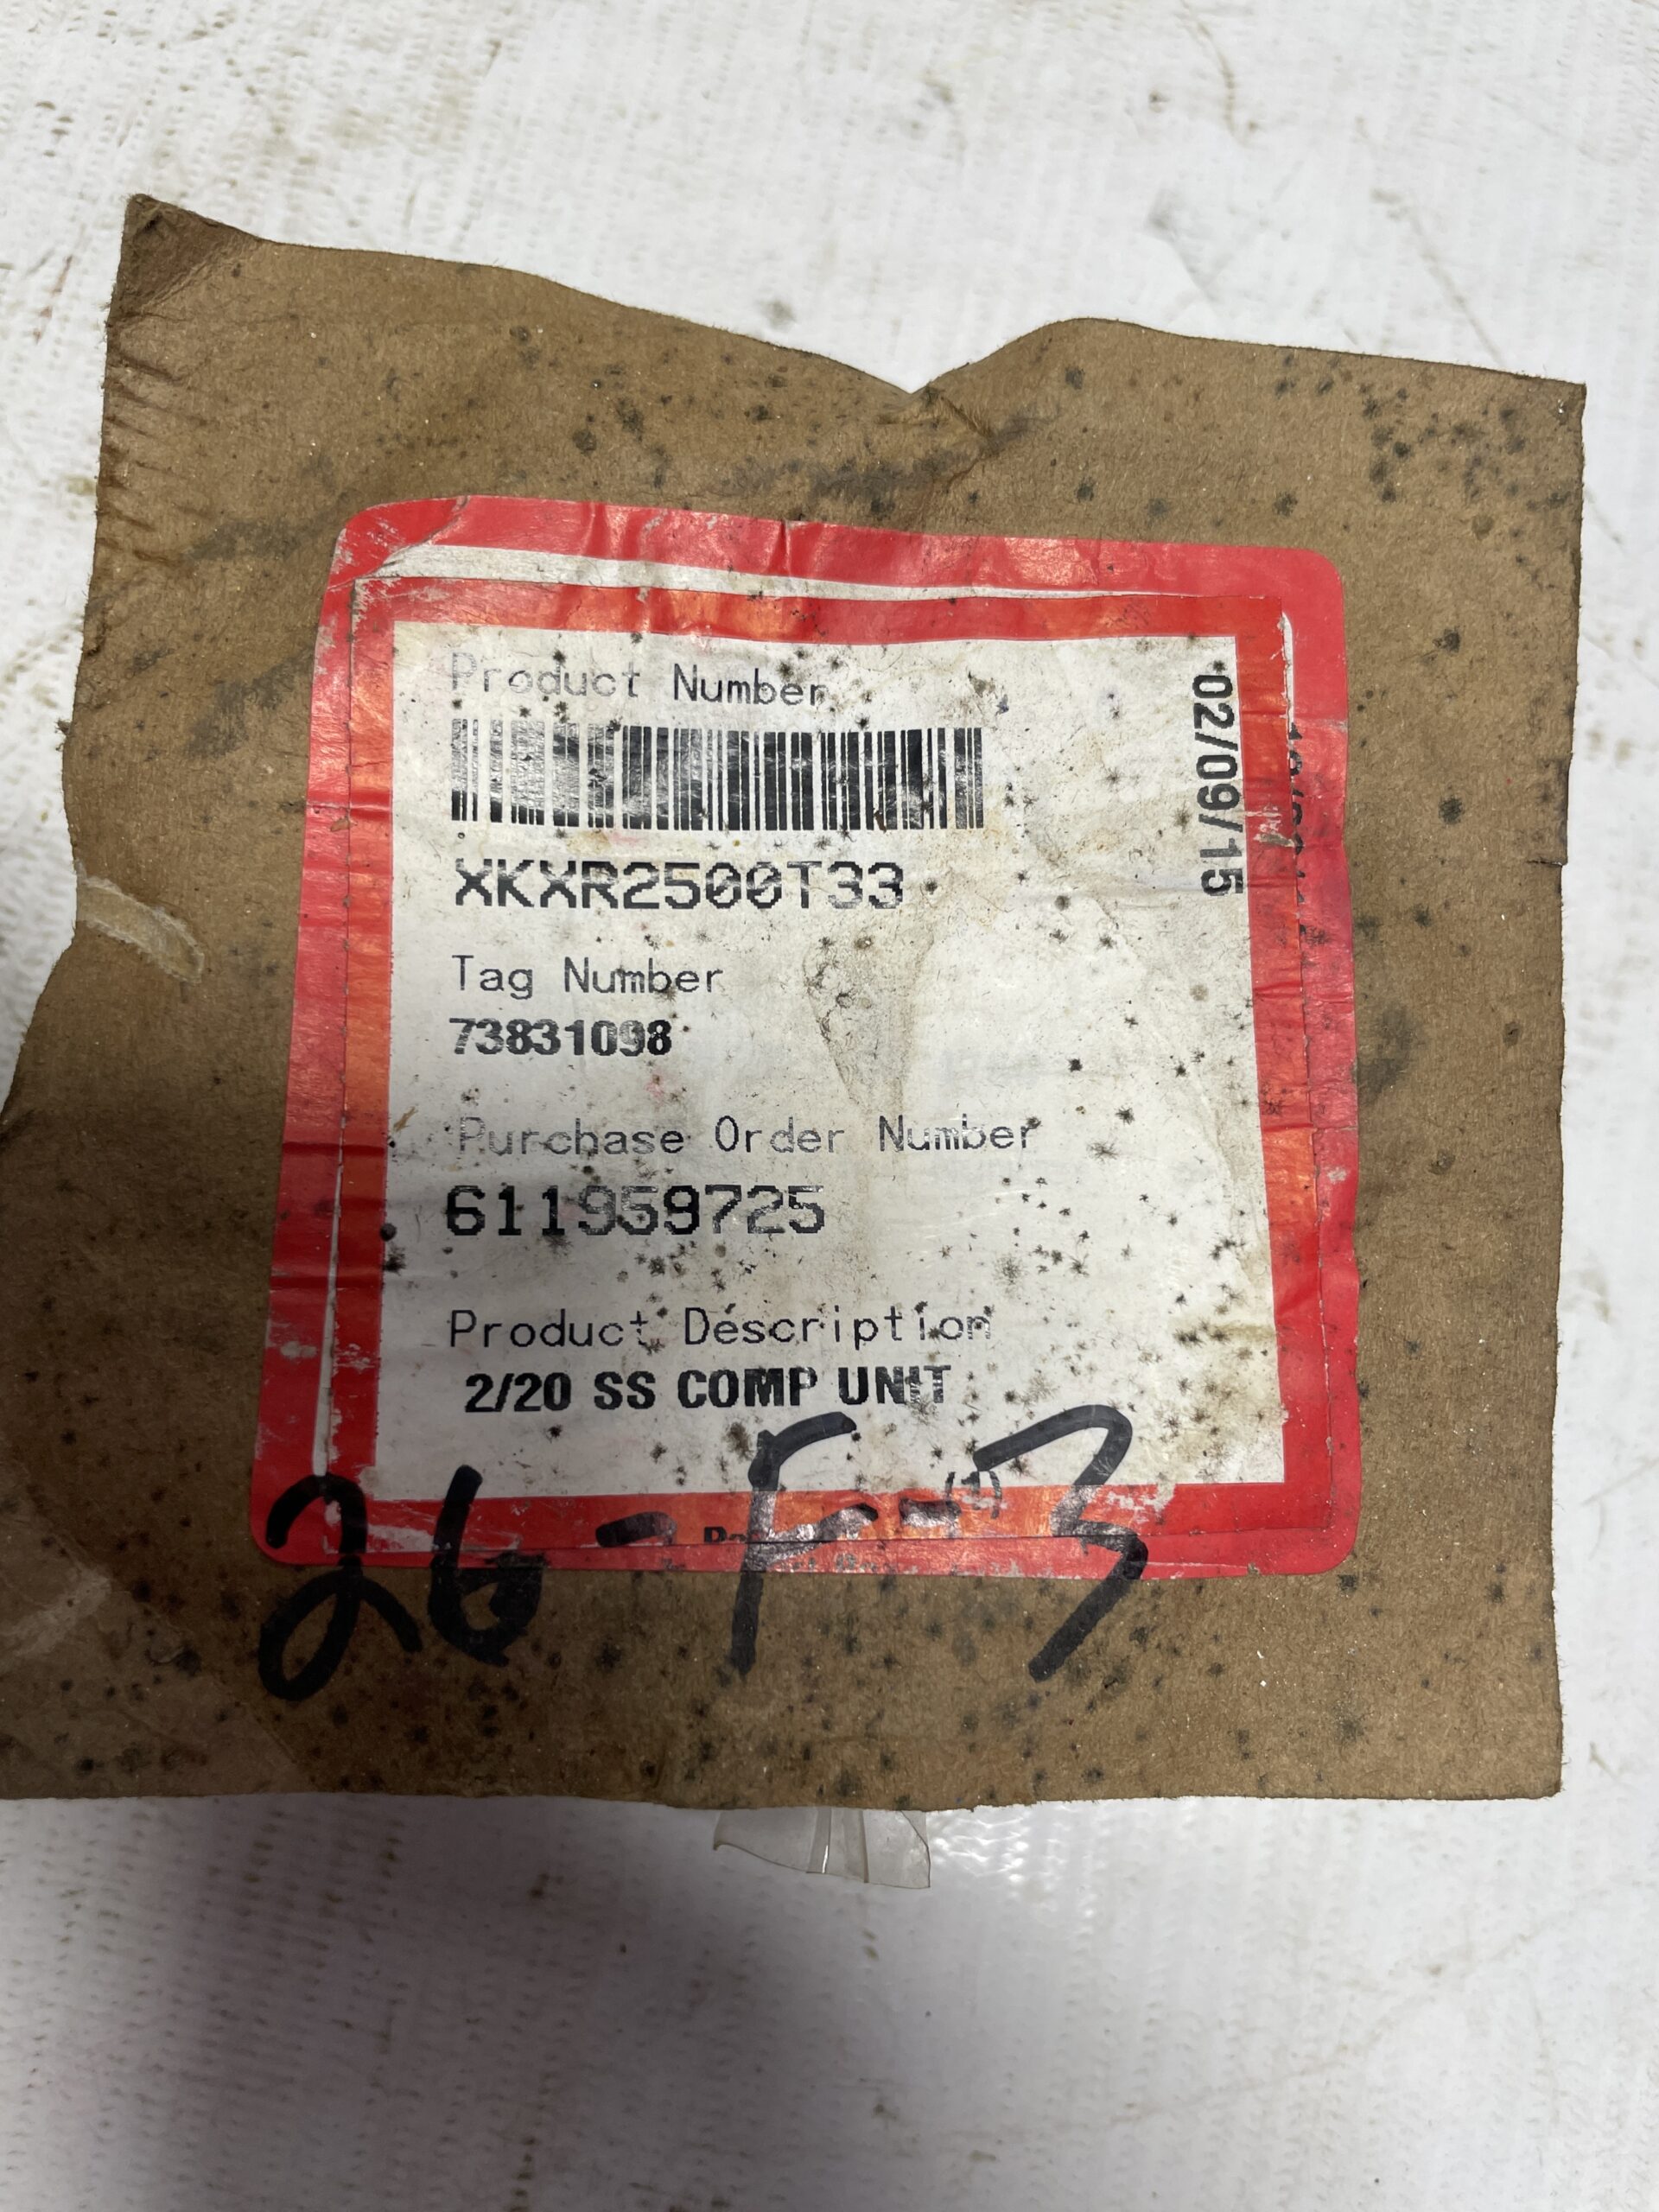 Product Number
XKXR2500T33
Tag Number
73831098
Purchase Order Number
611959725
Product Description
2/20 SS COMP UNIT
(1)
02/09/15
26-F-3